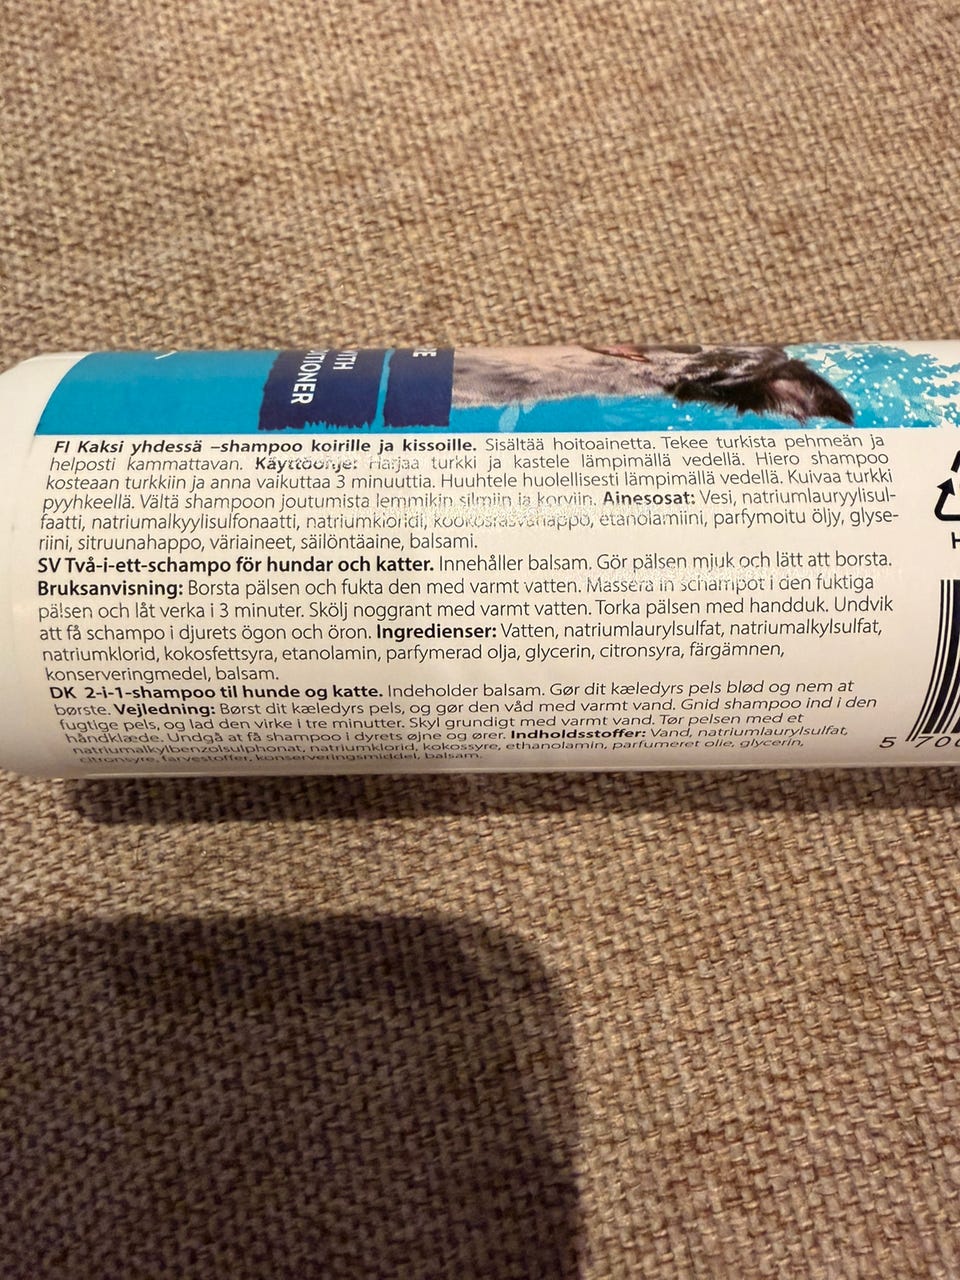 RE
WITH
CONDITIONER
FI Kaksi yhdessä –shampoo koirille ja kissoille. Sisältää hoitoainetta. Tekee turkista pehmeän ja
helposti kammattavan. Käyttöohje: Harjaa turkki ja kastele lämpimällä vedellä. Hiero shampoo
kosteaan turkkiin ja anna vaikuttaa 3 minuuttia. Huuhtele huolellisesti lämpimällä vedellä. Kuivaa turkki
pyyhkeellä. Vältä shampoon joutumista lemmikin silmiin ja korviin. Ainesosat: Vesi, natriumlauryylisul-
faatti, natriumalkyylisulfonaatti, natriumkloridi, kookosrasvahappo, etanolamiini, parfymoitu öljy, glyse-
riini, sitruunahappo, väriaineet, säilöntäaine, balsami.
SV Två-i-ett-schampo för hundar och katter. Innehåller balsam. Gör pälsen mjuk och lätt att borsta.
Bruksanvisning: Borsta pälsen och fukta den med varmt vatten. Massera in schampot i den fuktiga
pälsen och låt verka i 3 minuter. Skölj noggrant med varmt vatten. Torka pälsen med handduk. Undvik
att få schampo i djurets ögon och öron. Ingredienser: Vatten, natriumlaurylsulfat, natriumalkylsulfat,
natriumklorid, kokosfettsyra, etanolamin, parfymerad olja, glycerin, citronsyra, färgämnen,
konserveringmedel, balsam.
DK 2-i-1-shampoo til hunde og katte. Indeholder balsam. Gør dit kæledyrs pels blød og nem at
børste. Vejledning: Børst dit kæledyrs pels, og gør den våd med varmt vand. Gnid shampoo ind i den
fugtige pels, og lad den virke i tre minutter. Skyl grundigt med varmt vand. Tør pelsen med et
håndklæde. Undgå at få shampoo i dyrets øjne og ører. Indholdsstoffer: Vand, natriumlaurylsulfat,
natriumalkylbenzolsulphonat, natriumklorid, kokossyre, ethanolamin, parfumeret olie, glycerin,
citronsyre, farvestoffer, konserveringsmiddel, balsam.
5 700